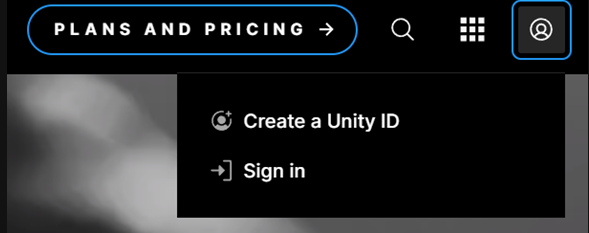 PLANS AND PRICING →
Create a Unity ID
Sign in